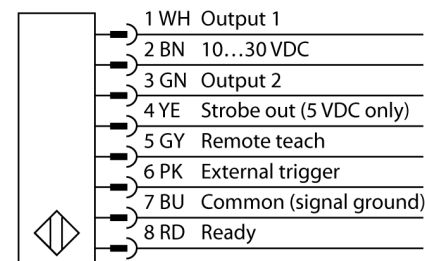 1 WH Output 1
2 BN 10...30 VDC
3 GN Output 2
4 YE Strobe out (5 VDC only)
5 GY Remote teach
6 PK External trigger
7 BU Common (signal ground)
8 RD Ready